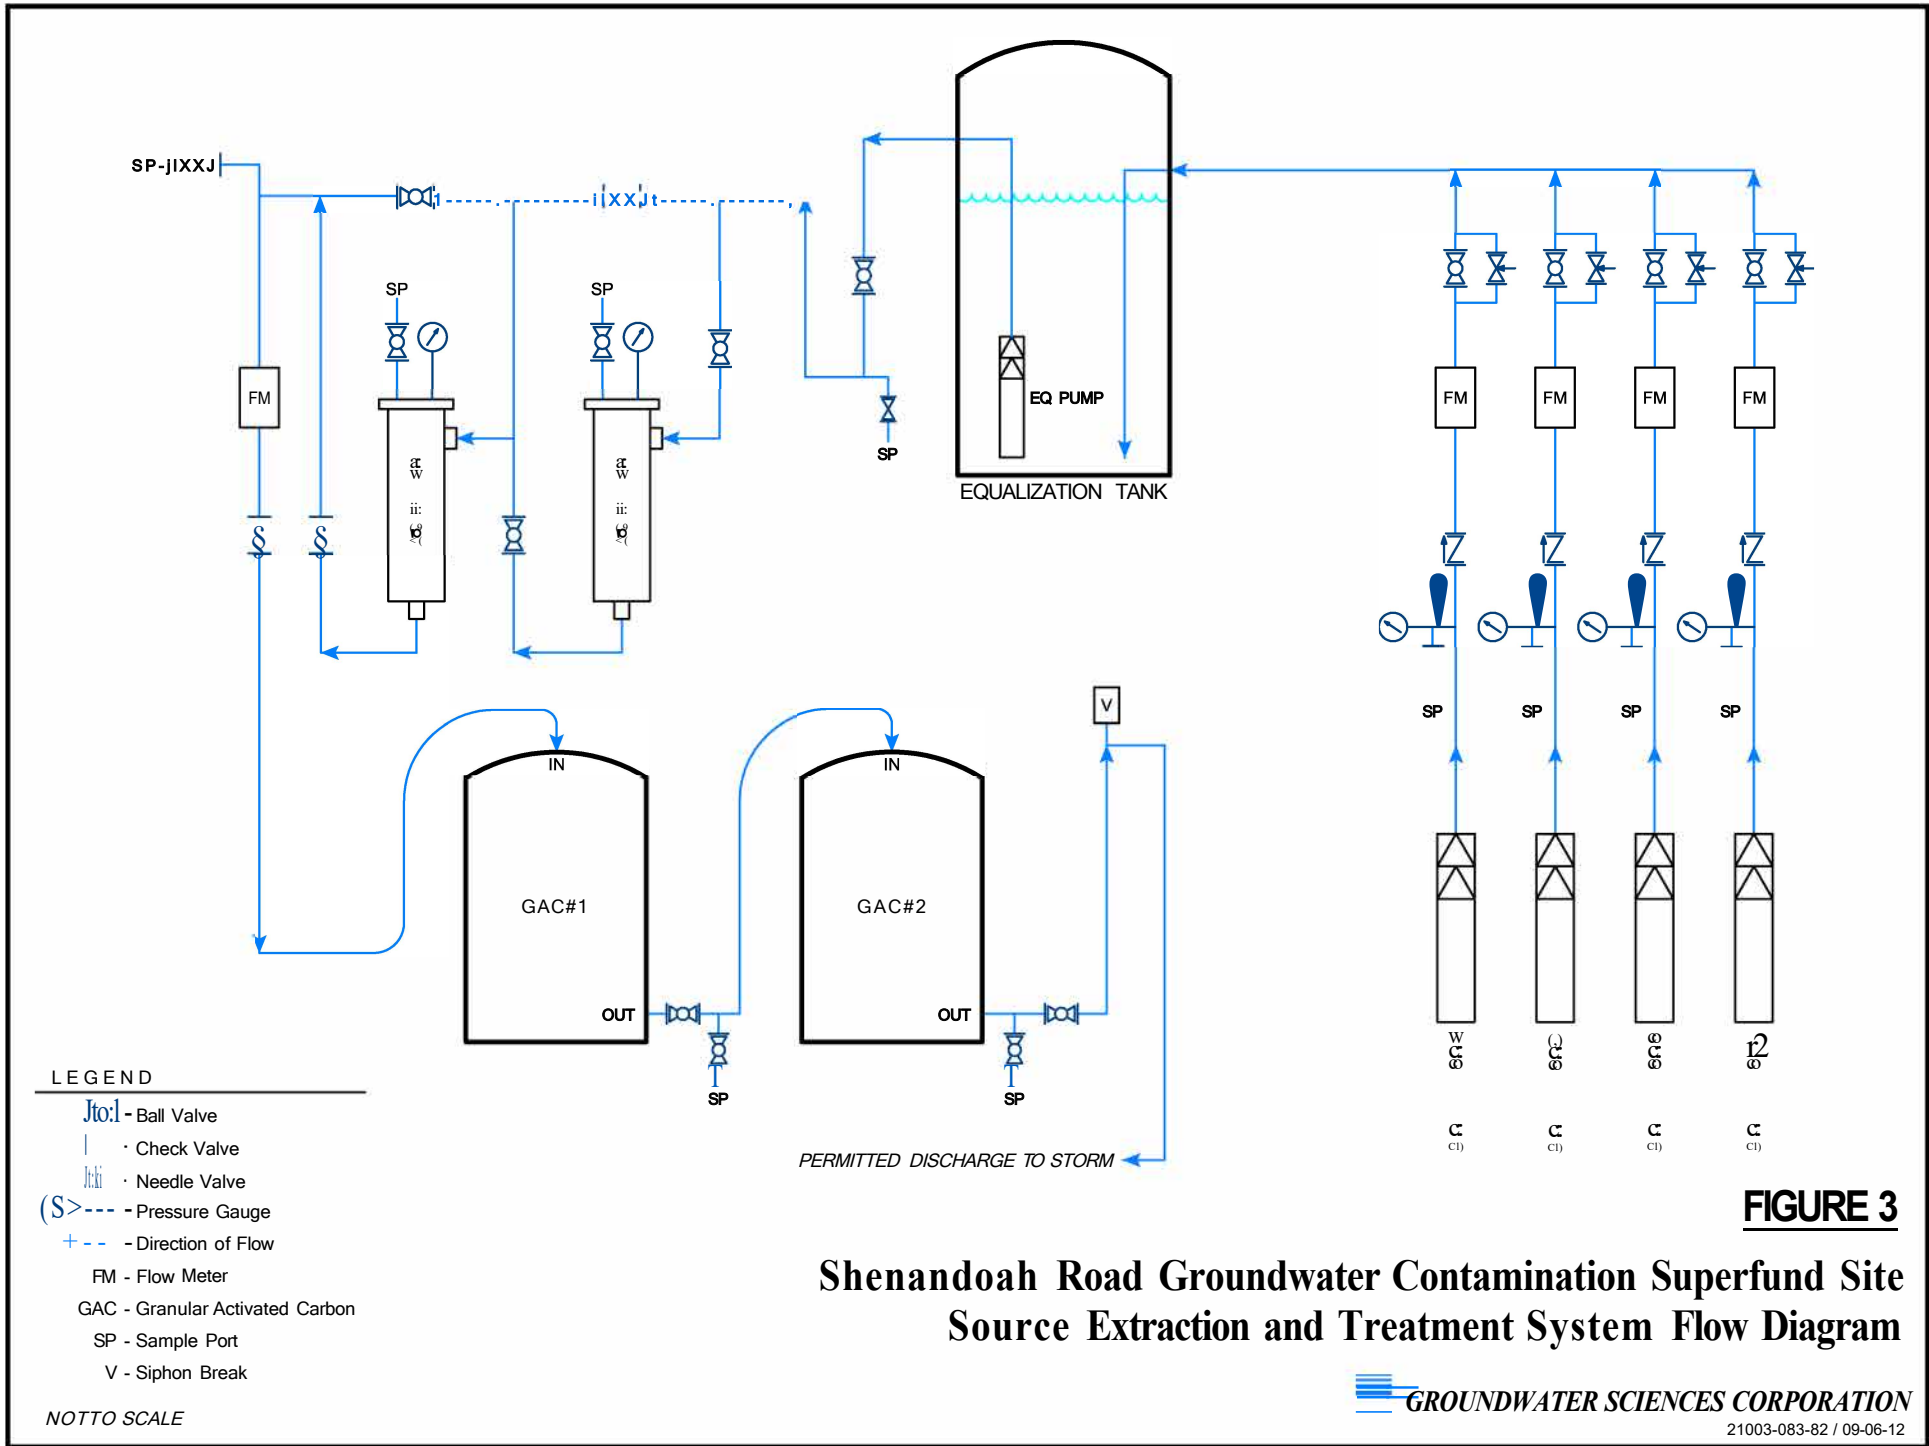 SP
SP
SP
FM
FM
FM
FM
FM
EQ PUMP
SP
EQUALIZATION TANK
SP
SP
SP
SP
V
IN
IN
GAC#1
GAC#2
OUT
OUT
SP
SP
PERMITTED DISCHARGE TO STORM
LEGEND
- Ball Valve
· Check Valve
· Needle Valve
- Pressure Gauge
- Direction of Flow
FM - Flow Meter
GAC - Granular Activated Carbon
SP - Sample Port
V - Siphon Break
NOTTO SCALE
FIGURE 3
Shenandoah Road Groundwater Contamination Superfund Site
Source Extraction and Treatment System Flow Diagram
GROUNDWATER SCIENCES CORPORATION
21003-083-82 / 09-06-12